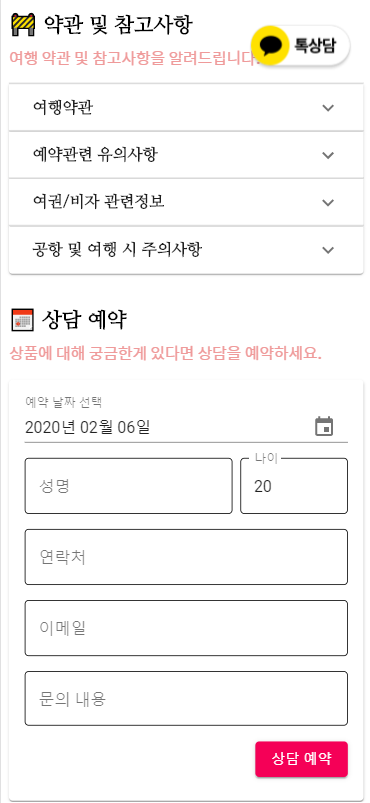 약관 및 참고사항
톡상담
여행 약관 및 참고사항을 알려드립니다.
여행약관
예약관련 유의사항
여권/비자 관련정보
공항 및 여행 시 주의사항
상담 예약
상품에 대해 궁금한게 있다면 상담을 예약하세요.
예약 날짜 선택
2020년 02월 06일
성명
나이
20
연락처
이메일
문의 내용
상담 예약